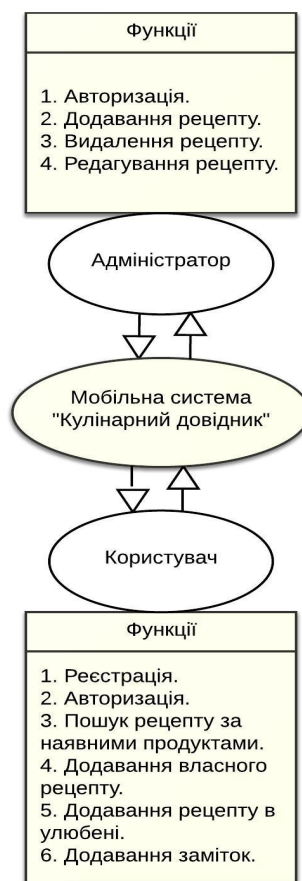 Функції
1. Авторизація.
2. Додавання рецепту.
3. Видалення рецепту.
4. Редагування рецепту.
Адміністратор
Мобільна система
"Кулінарний довідник"
Користувач
Функції
1. Реєстрація.
2. Авторизація.
3. Пошук рецепту за
наявними продуктами.
4. Додавання власного
рецепту.
5. Додавання рецепту в
улюбені.
6. Додавання заміток.